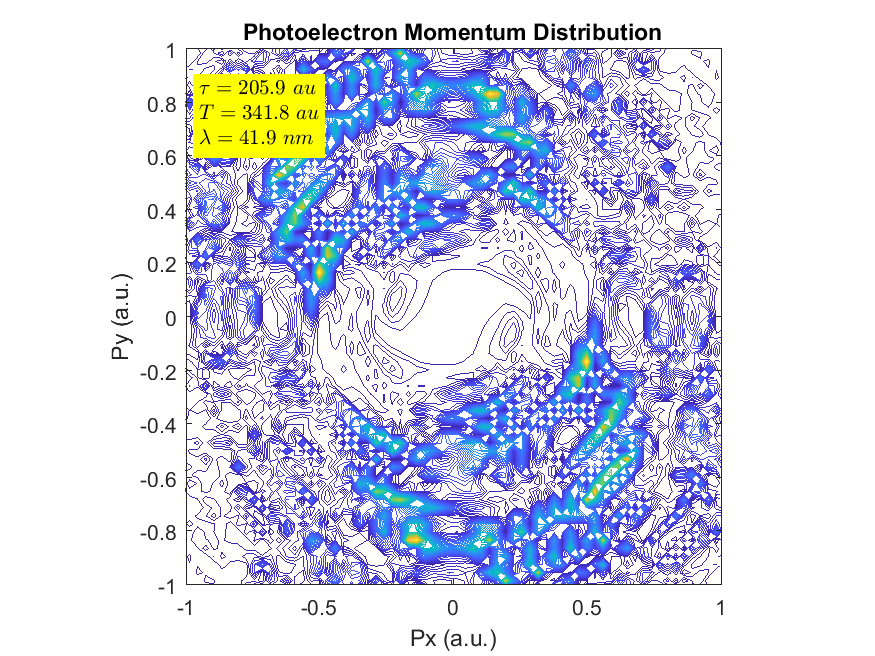 Photoelectron Momentum Distribution
τ = 205.9 au
T = 341.8 au
λ = 41.9 nm
1
0.8
0.6
0.4
0.2
0
-0.2
-0.4
-0.6
-0.8
-1
Py (a.u.)
-1 -0.5 0 0.5 1
Px (a.u.)